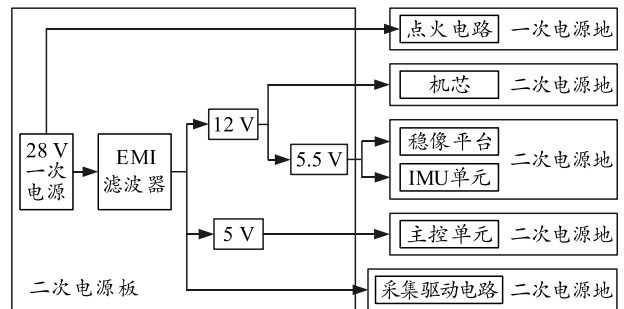 点火电路 一次电源地
机芯 二次电源地
12 V
28 V
一次
电源
EMI
滤波器
5.5 V
稳像平台
IMU单元
二次电源地
5 V
主控单元 二次电源地
二次电源板
采集驱动电路 二次电源地